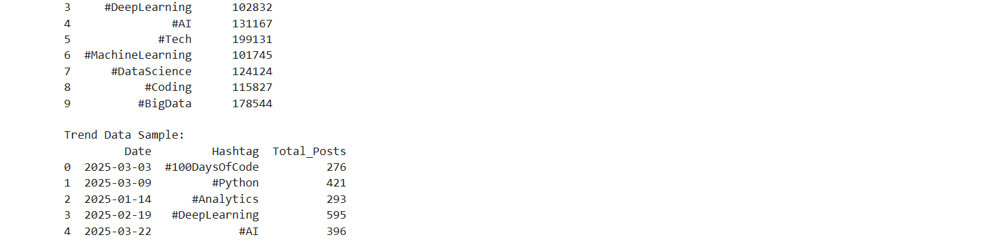 3     #DeepLearning      102832
4               #AI      131167
5             #Tech      199131
6  #MachineLearning      101745
7      #DataScience      124124
8           #Coding      115827
9          #BigData      178544
Trend Data Sample:
         Date         Hashtag  Total_Posts
0  2025-03-03  #100DaysOfCode          276
1  2025-03-09         #Python          421
2  2025-01-14      #Analytics          293
3  2025-02-19   #DeepLearning          595
4  2025-03-22             #AI          396